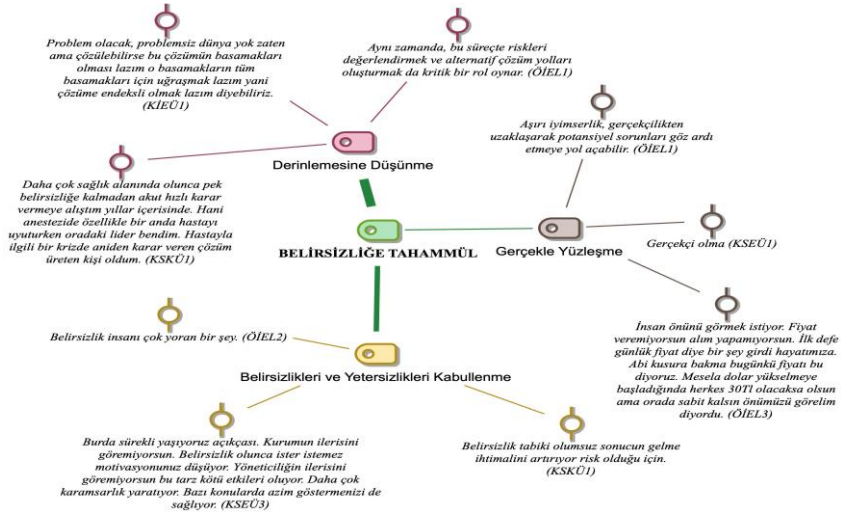 Problem olacak, problemsiz dünya yok zaten
ama çözülebilirse bu çözümün basamakları
olması lazım o basamakların tüm
basamakları için uğraşmak lazım yani
çözüme endeksli olmak lazım diyebiliriz.
(KİEÜ1)
Aynı zamanda, bu süreçte riskleri
değerlendirmek ve alternatif çözüm yolları
oluşturmak da kritik bir rol oynar. (ÖİEL1)
Aşırı iyimserlik, gerçekçilikten
uzaklaşarak potansiyel sorunları göz ardı
etmeye yol açabilir. (ÖİEL1)
Derinlemesine Düşünme
Daha çok sağlık alanında olunca pek
belirsizliğe kalmadan akut hızlı karar
vermeye alıştım yıllar içerisinde. Hani
anestezide özellikle bir anda hastayı
uyuturken oradaki lider bendim. Hastayla
ilgili bir krizde aniden karar veren çözüm
üreten kişi oldum. (KSKÜ1)
BELİRSİZLİĞE TAHAMMÜL
Gerçekle Yüzleşme
Gerçekçi olma (KSEÜ1)
İnsan önünü görmek istiyor. Fiyat
veremiyorsun alım yapamıyorsun. İlk defa
günlük fiyat diye bir şey girdi hayatımıza.
Abi kusura bakma bugünkü fiyatı bu
diyoruz. Mesela dolar yükselmeye
başladığında herkes 30Tl olacaksa olsun
ama orada sabit kalsın önümüzü görelim
diyordu. (ÖİEL3)
Belirsizlik insanı çok yoran bir şey. (ÖİEL2)
Belirsizlikleri ve Yetersizlikleri Kabullenme
Burda sürekli yaşıyoruz açıkçası. Kurumun ilerisini
göremiyorsun. Belirsizlik olunca ister istemez
motivasyonunuz düşüyor. Yöneticiliğin ilerisini
göremiyorsun bu tarz kötü etkileri oluyor. Daha çok
karamsarlık yaratıyor. Bazı konularda azim göstermenizi de
sağlıyor. (KSEÜ3)
Belirsizlik tabiki olumsuz sonucun gelme
ihtimalini artırıyor risk olduğu için.
(KSKÜ1)